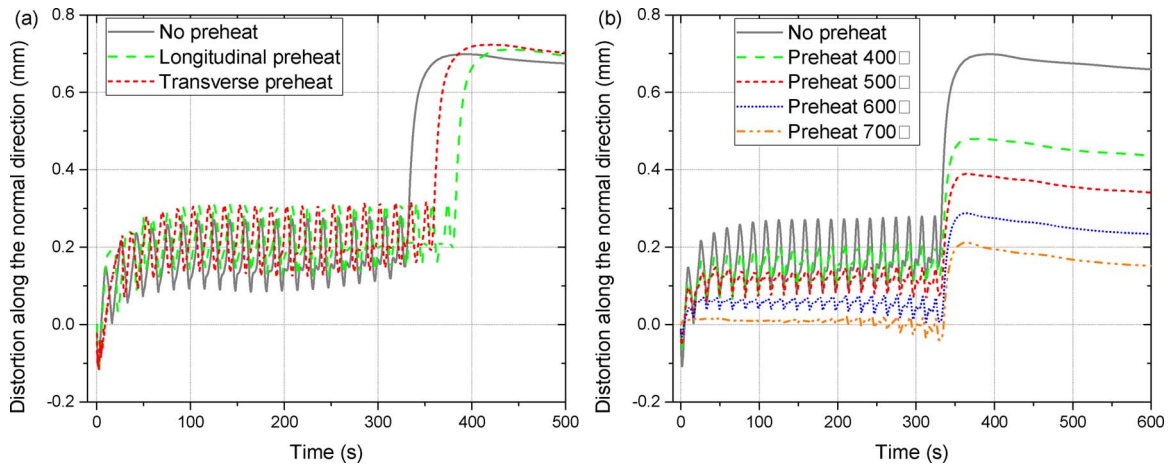 (a)
No preheat
Longitudinal preheat
Transverse preheat
Distortion along the normal direction (mm)
0.8
0.6
0.4
0.2
0.0
-0.2
0 100 200 300 400 500
Time (s)
(b)
No preheat
Preheat 400□
Preheat 500□
Preheat 600□
Preheat 700□
Distortion along the normal direction (mm)
0.8
0.6
0.4
0.2
0.0
-0.2
0 100 200 300 400 500 600
Time (s)